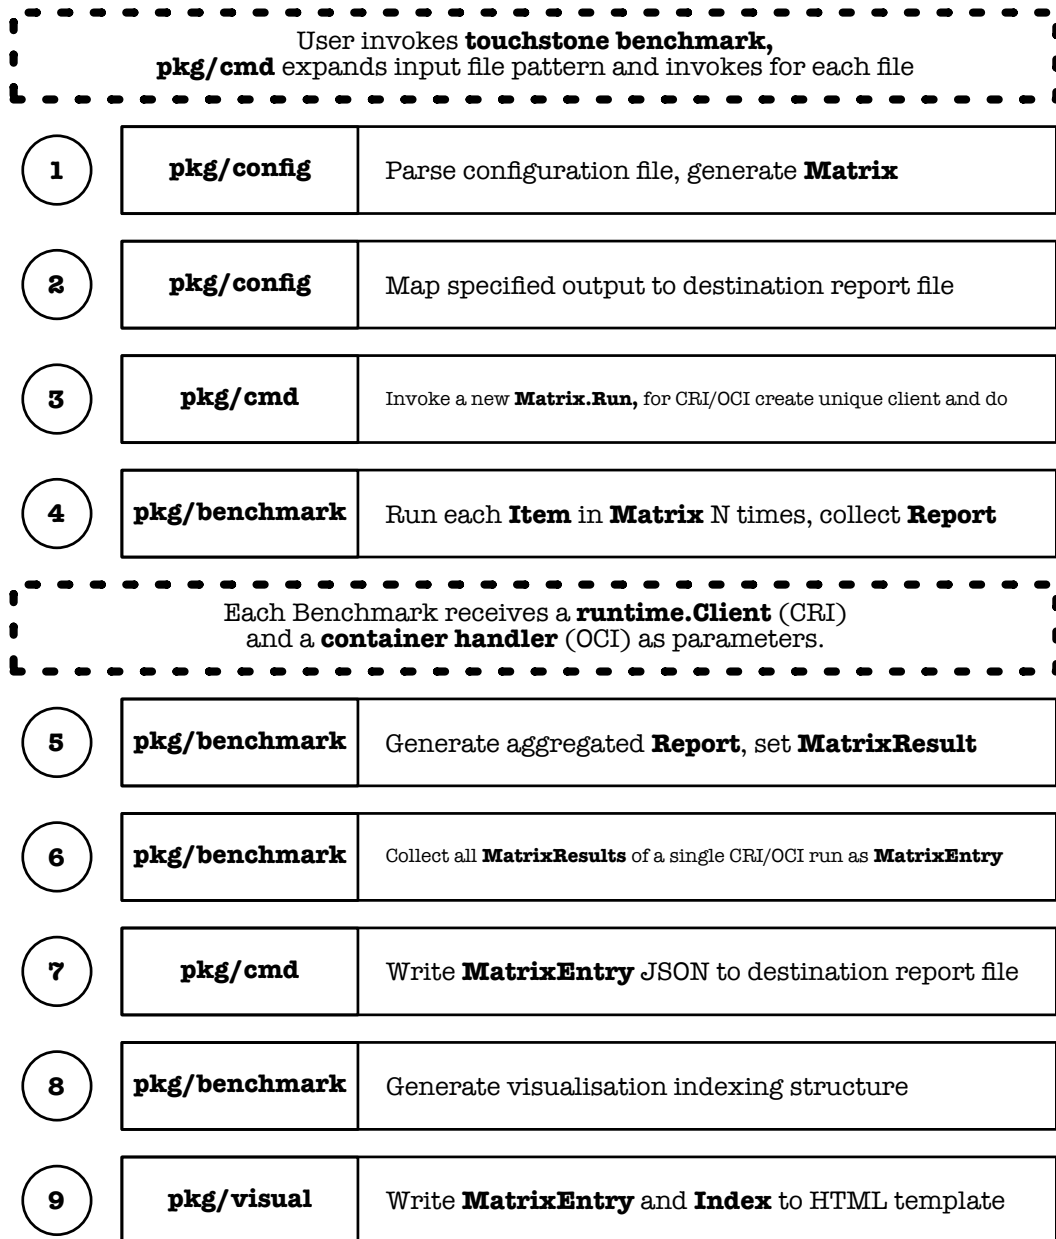 User invokes touchstone benchmark,
pkg/cmd expands input file pattern and invokes for each file
1 pkg/config Parse configuration file, generate Matrix
2 pkg/config Map specified output to destination report file
3 pkg/cmd Invoke a new Matrix.Run, for CRI/OCI create unique client and do
4 pkg/benchmark Run each Item in Matrix N times, collect Report
Each Benchmark receives a runtime.Client (CRI)
and a container handler (OCI) as parameters.
5 pkg/benchmark Generate aggregated Report, set MatrixResult
6 pkg/benchmark Collect all MatrixResults of a single CRI/OCI run as MatrixEntry
7 pkg/cmd Write MatrixEntry JSON to destination report file
8 pkg/benchmark Generate visualisation indexing structure
9 pkg/visual Write MatrixEntry and Index to HTML template